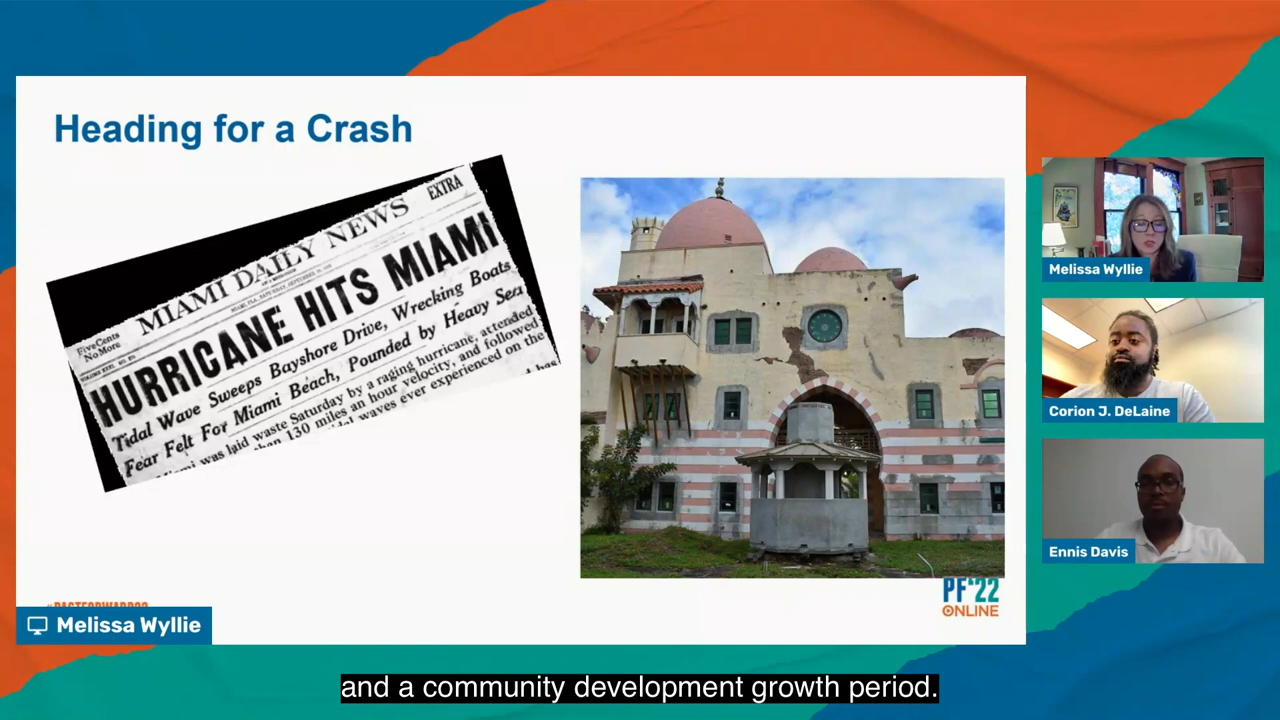 Heading for a Crash
MIAMI DAILY NEWS
EXTRA
Five Cents
No More
HURRICANE HITS MIAMI
Tidal Wave Sweeps Bayshore Drive, Wrecking Boats
Fear Felt For Miami Beach, Pounded by Heavy Sea
was laid waste Saturday by a raging hurricane, attended
than 130 miles an hour velocity, and followed
waves ever experienced on the
has
PF'22
ONLINE
Melissa Wyllie
Melissa Wyllie
Corion J. DeLaine
Ennis Davis
and a community development growth period.